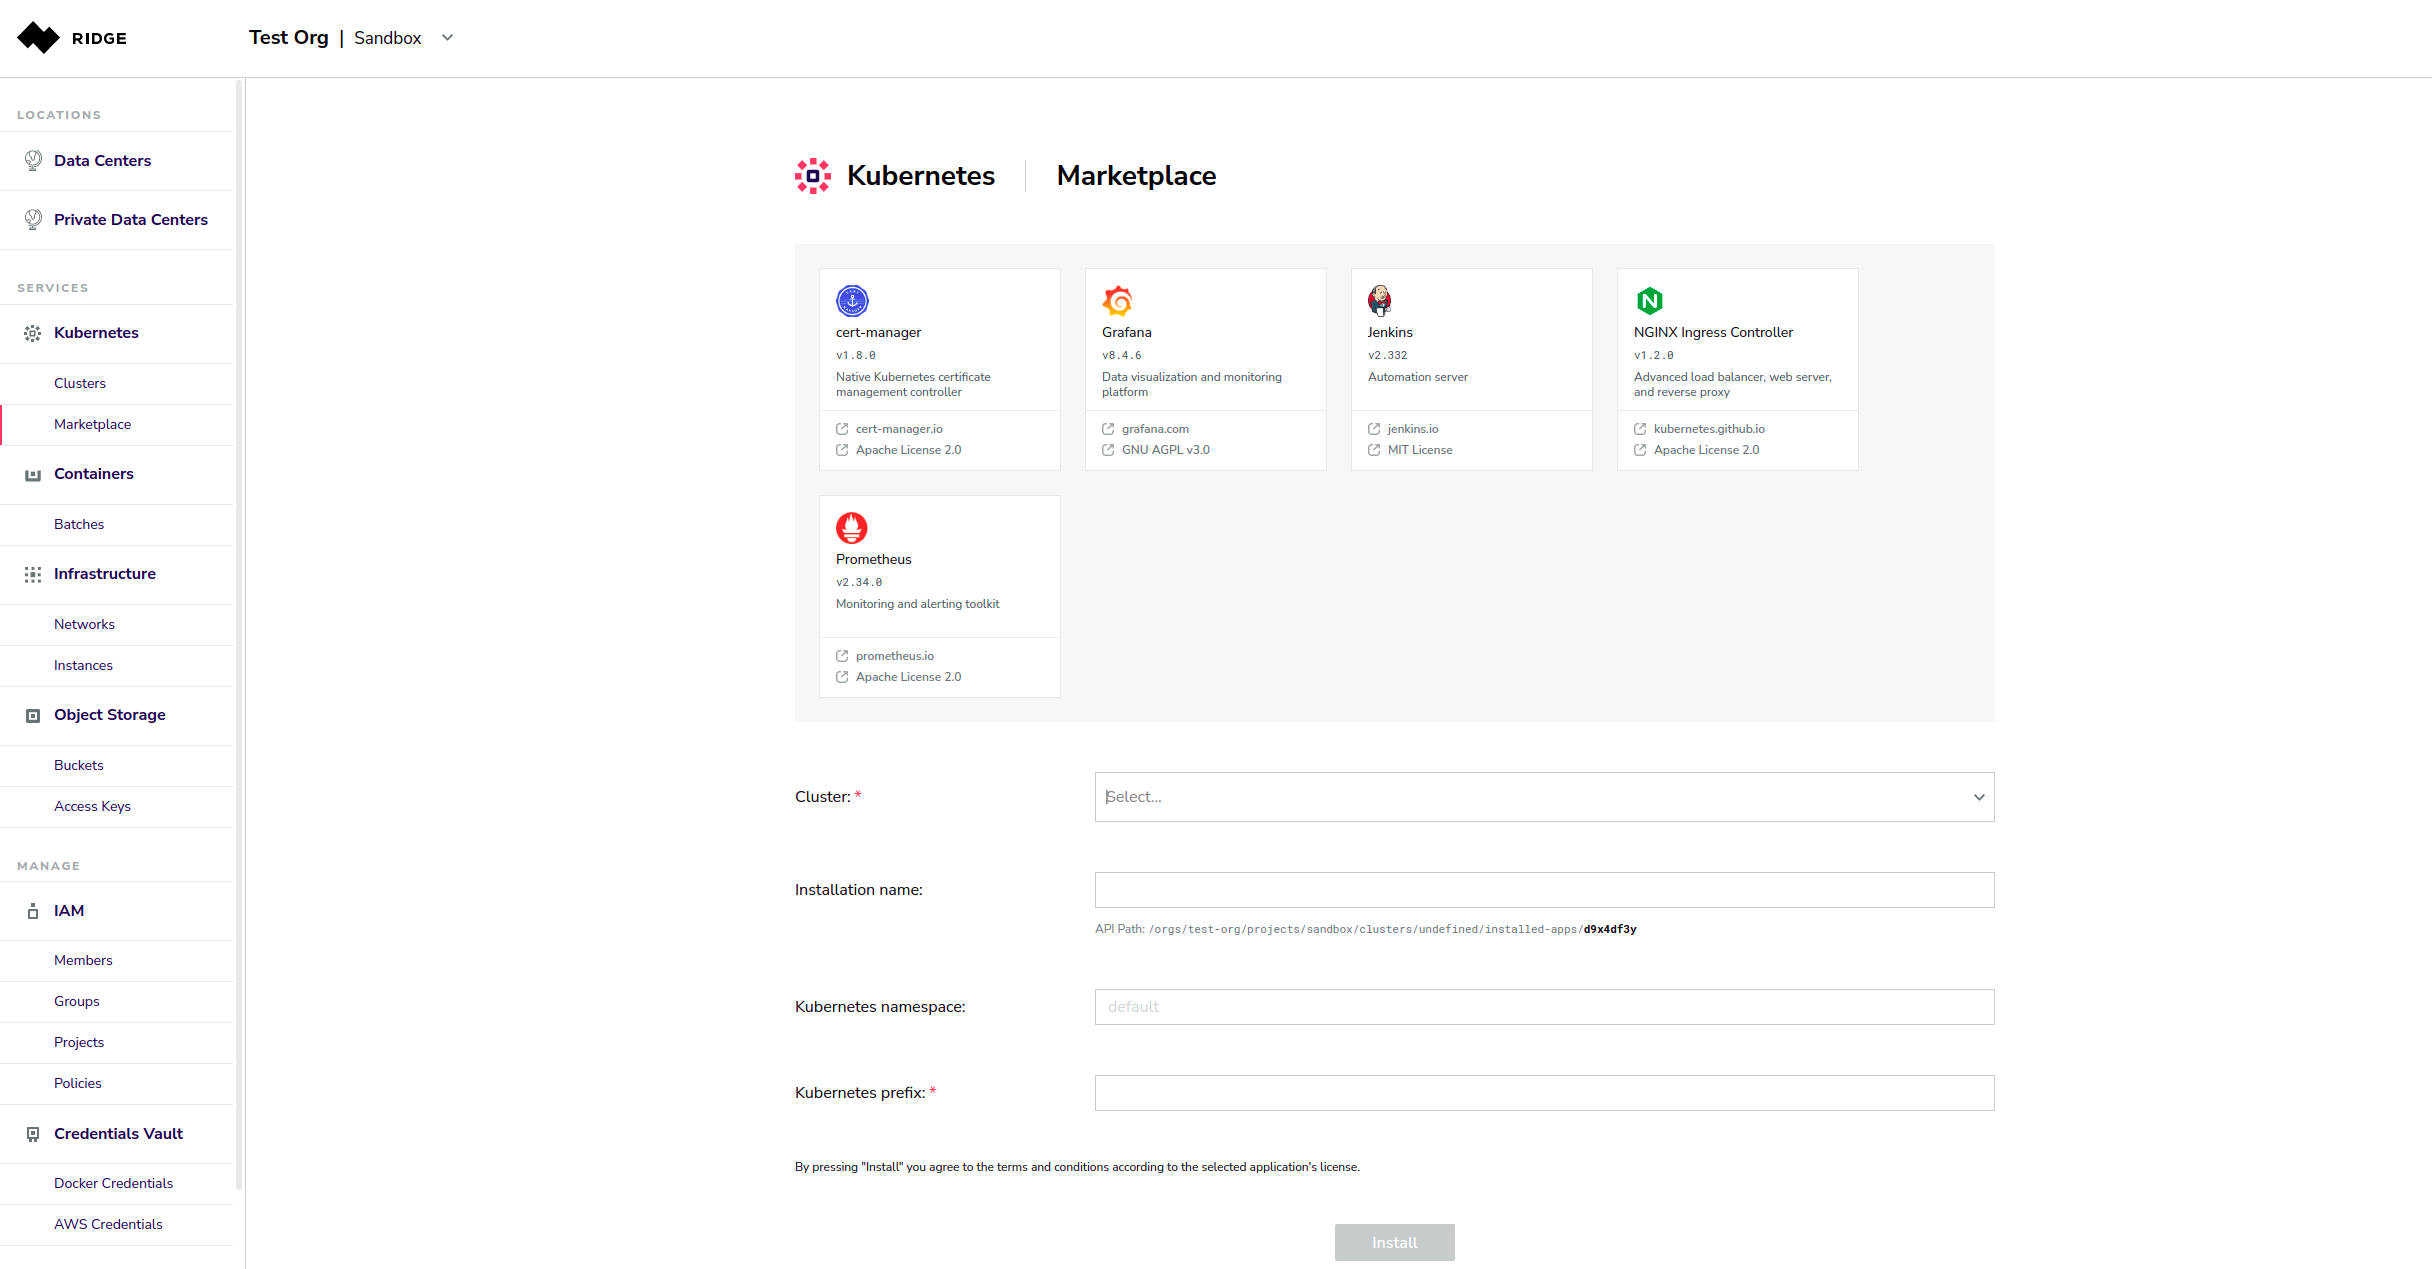 RIDGE
Test Org | Sandbox
LOCATIONS
Data Centers
Private Data Centers
SERVICES
Kubernetes
Clusters
Marketplace
Containers
Batches
Infrastructure
Networks
Instances
Object Storage
Buckets
Access Keys
MANAGE
IAM
Members
Groups
Projects
Policies
Credentials Vault
Docker Credentials
AWS Credentials
Kubernetes | Marketplace
cert-manager
v1.8.0
Native Kubernetes certificate
management controller
cert-manager.io
Apache License 2.0
Grafana
v8.4.6
Data visualization and monitoring
platform
grafana.com
GNU AGPL v3.0
Jenkins
v2.332
Automation server
jenkins.io
MIT License
NGINX Ingress Controller
v1.2.0
Advanced load balancer, web server,
and reverse proxy
kubernetes.github.io
Apache License 2.0
Prometheus
v2.34.0
Monitoring and alerting toolkit
prometheus.io
Apache License 2.0
Cluster: *
Select...
Installation name:
API Path: /orgs/test-org/projects/sandbox/clusters/undefined/installed-apps/d9x4df3y
Kubernetes namespace:
default
Kubernetes prefix: *
By pressing "Install" you agree to the terms and conditions according to the selected application's license.
Install